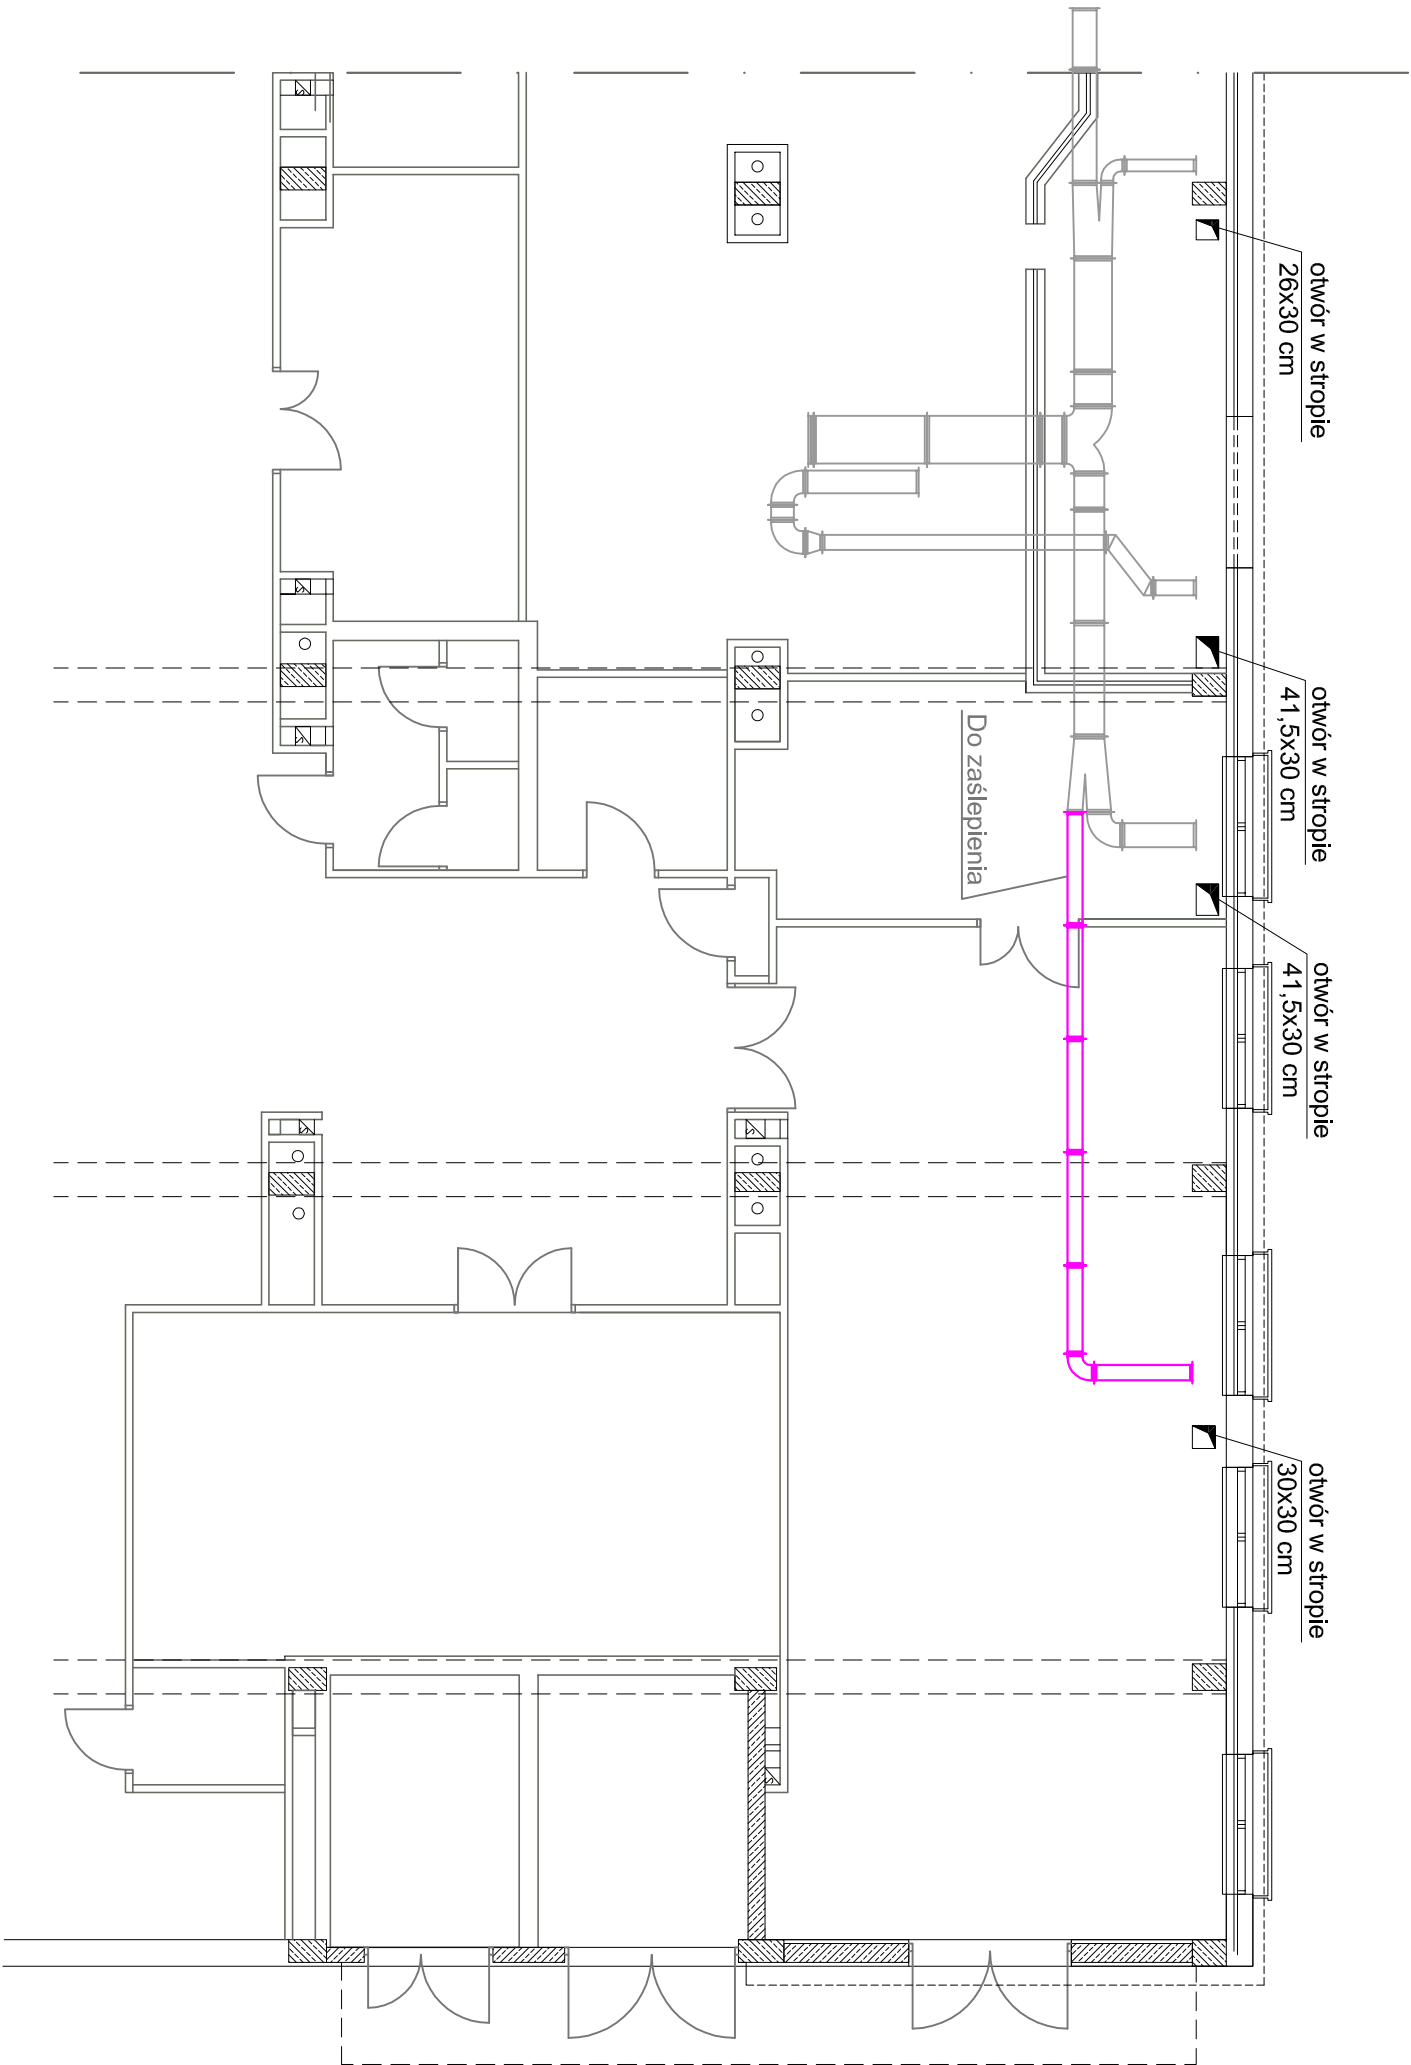 otwór w stropie
26x30 cm
otwór w stropie
41,5x30 cm
Do zaślepienia
otwór w stropie
41,5x30 cm
otwór w stropie
30x30 cm
S
S
S
S
S
S